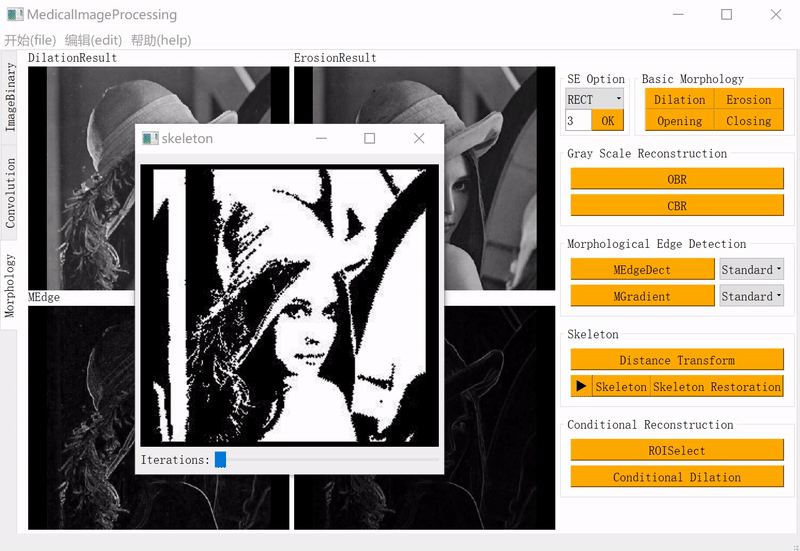 MedicalImageProcessing
开始(file) 编辑(edit) 帮助(help)
ImageBinary
Convolution
Morphology
DilationResult
ErosionResult
MEdge
skeleton
Iterations:
SE Option
RECT
3
OK
Basic Morphology
Dilation
Erosion
Opening
Closing
Gray Scale Reconstruction
OBR
CBR
Morphological Edge Detection
MEdgeDect
Standard
MGradient
Standard
Skeleton
Distance Transform
Skeleton
Skeleton Restoration
Conditional Reconstruction
ROISelect
Conditional Dilation